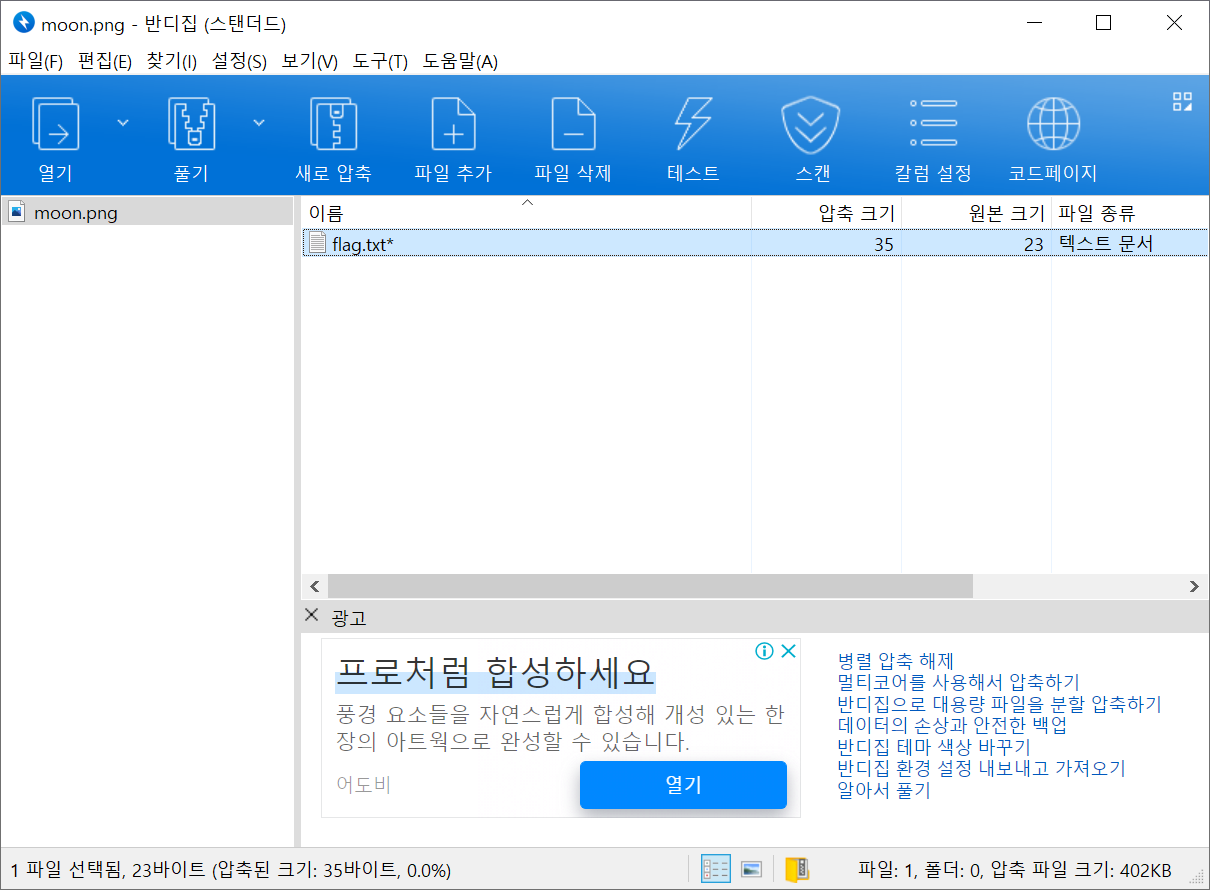 moon.png - 반디집 (스탠더드)
파일(F) 편집(E) 찾기(I) 설정(S) 보기(V) 도구(T) 도움말(A)
열기 풀기 새로 압축 파일 추가 파일 삭제 테스트 스캔 칼럼 설정 코드페이지
moon.png
이름 압축 크기 원본 크기 파일 종류
flag.txt* 35 23 텍스트 문서
광고
프로처럼 합성하세요
풍경 요소들을 자연스럽게 합성해 개성 있는 한
장의 아트웍으로 완성할 수 있습니다.
어도비
열기
병렬 압축 해제
멀티코어를 사용해서 압축하기
반디집으로 대용량 파일을 분할 압축하기
데이터의 손상과 안전한 백업
반디집 테마 색상 바꾸기
반디집 환경 설정 내보내고 가져오기
알아서 풀기
1 파일 선택됨, 23바이트 (압축된 크기: 35바이트, 0.0%)
파일: 1, 폴더: 0, 압축 파일 크기: 402KB